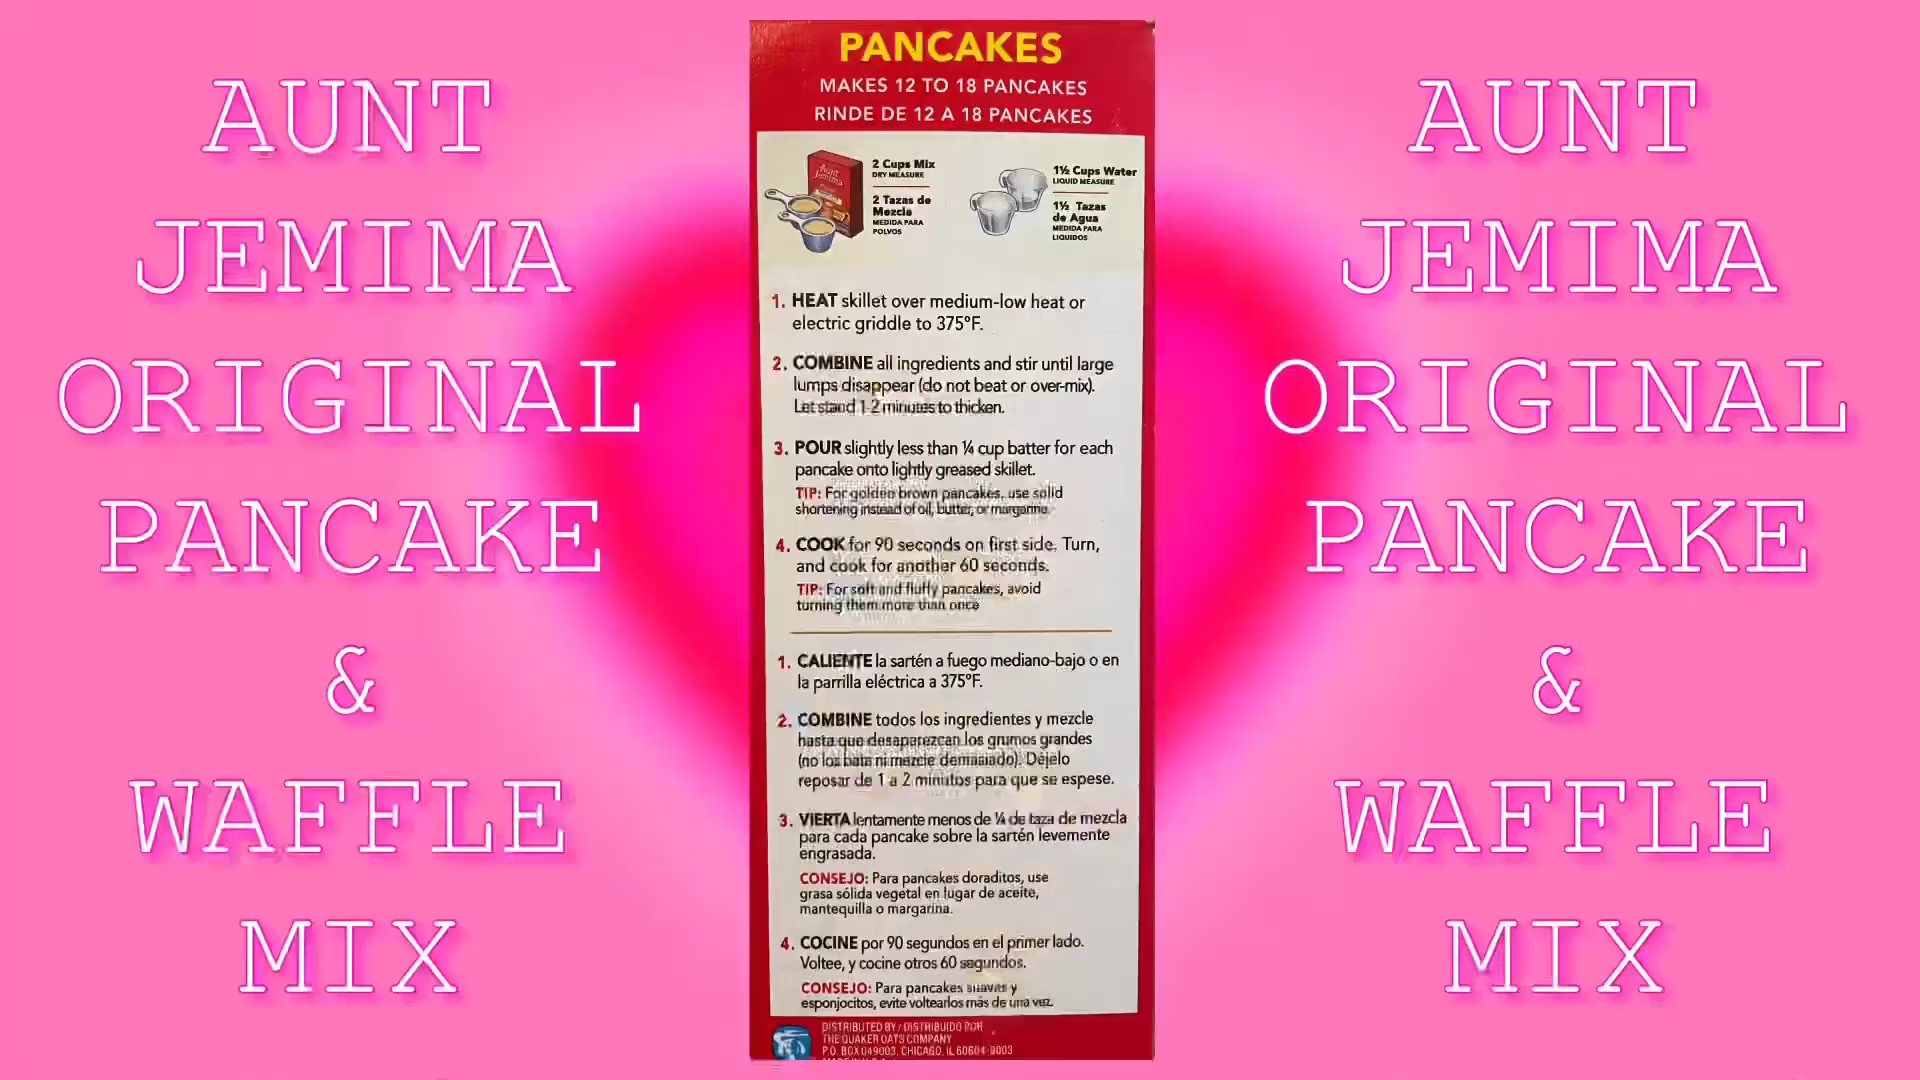 AUNT
JEMIMA
ORIGINAL
PANCAKE
&
WAFFLE
MIX
PANCAKES
MAKES 12 TO 18 PANCAKES
RINDE DE 12 A 18 PANCAKES
Aunt
Jemima
2 Cups Mix
DRY MEASURE
2 Tazas de
Mezcla
MEDIDA PARA
POLVOS
1½ Cups Water
LIQUID MEASURE
1½ Tazas
de Agua
MEDIDA PARA
LIQUIDOS
1. HEAT skillet over medium-low heat or
electric griddle to 375°F.
2. COMBINE all ingredients and stir until large
lumps disappear (do not beat or over-mix).
Let stand 1-2 minutes to thicken.
3. POUR slightly less than ¼ cup batter for each
pancake onto lightly greased skillet.
TIP: For golden brown pancakes, use solid
shortening instead of oil, butter, or margarine.
4. COOK for 90 seconds on first side. Turn,
and cook for another 60 seconds.
TIP: For soft and fluffy pancakes, avoid
turning them more than once
1. CALIENTE la sartén a fuego mediano-bajo o en
la parrilla eléctrica a 375°F.
2. COMBINE todos los ingredientes y mezcle
hasta que desaparezcan los grumos grandes
(no los bata ni mezcle demasiado). Déjelo
reposar de 1 a 2 minutos para que se espese.
3. VIERTA lentamente menos de ¼ de taza de mezcla
para cada pancake sobre la sartén levemente
engrasada.
CONSEJO: Para pancakes doraditos, use
grasa sólida vegetal en lugar de aceite,
mantequilla o margarina.
4. COCINE por 90 segundos en el primer lado.
Voltee, y cocine otros 60 segundos.
CONSEJO: Para pancakes suaves y
esponjocitos, evite voltearlos más de una vez.
DISTRIBUTED BY / DISTRIBUIDO POR
THE QUAKER OATS COMPANY
P.O. BOX 049003, CHICAGO, IL 60604-9003
AUNT
JEMIMA
ORIGINAL
PANCAKE
&
WAFFLE
MIX